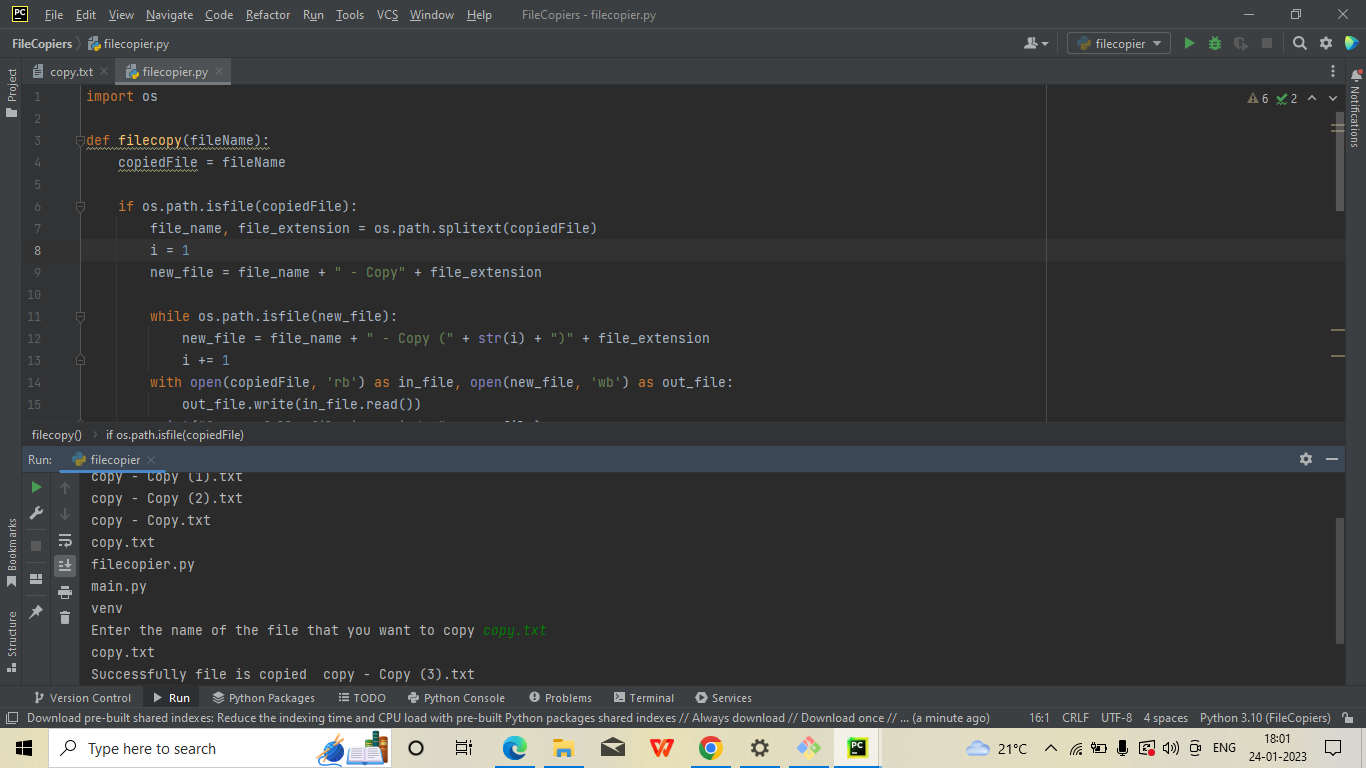 PC File Edit View Navigate Code Refactor Run Tools VCS Window Help FileCopiers - filecopier.py
FileCopiers filecopier.py filecopier
Project
copy.txt filecopier.py
Notifications
6 2
1 import os
2
3 def filecopy(fileName):
4 copiedFile = fileName
5
6 if os.path.isfile(copiedFile):
7 file_name, file_extension = os.path.splitext(copiedFile)
8 i = 1
9 new_file = file_name + " - Copy" + file_extension
10
11 while os.path.isfile(new_file):
12 new_file = file_name + " - Copy (" + str(i) + ")" + file_extension
13 i += 1
14 with open(copiedFile, 'rb') as in_file, open(new_file, 'wb') as out_file:
15 out_file.write(in_file.read())
filecopy() if os.path.isfile(copiedFile)
Run: filecopier
copy - Copy (1).txt
copy - Copy (2).txt
copy - Copy.txt
copy.txt
filecopier.py
main.py
venv
Enter the name of the file that you want to copy copy.txt
copy.txt
Successfully file is copied  copy - Copy (3).txt
Bookmarks
Structure
Version Control Run Python Packages TODO Python Console Problems Terminal Services
Download pre-built shared indexes: Reduce the indexing time and CPU load with pre-built Python packages shared indexes // Always download // Download once // ... (a minute ago) 16:1 CRLF UTF-8 4 spaces Python 3.10 (FileCopiers)
Type here to search 21°C ENG 18:01
24-01-2023